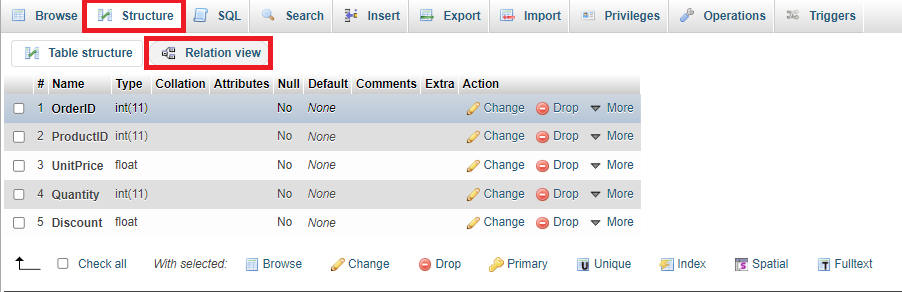 Browse Structure SQL Search Insert Export Import Privileges Operations Triggers
Table structure Relation view
# Name Type Collation Attributes Null Default Comments Extra Action
1 OrderID int(11) No None Change Drop More
2 ProductID int(11) No None Change Drop More
3 UnitPrice float No None Change Drop More
4 Quantity int(11) No None Change Drop More
5 Discount float No None Change Drop More
Check all With selected: Browse Change Drop Primary Unique Index Spatial Fulltext